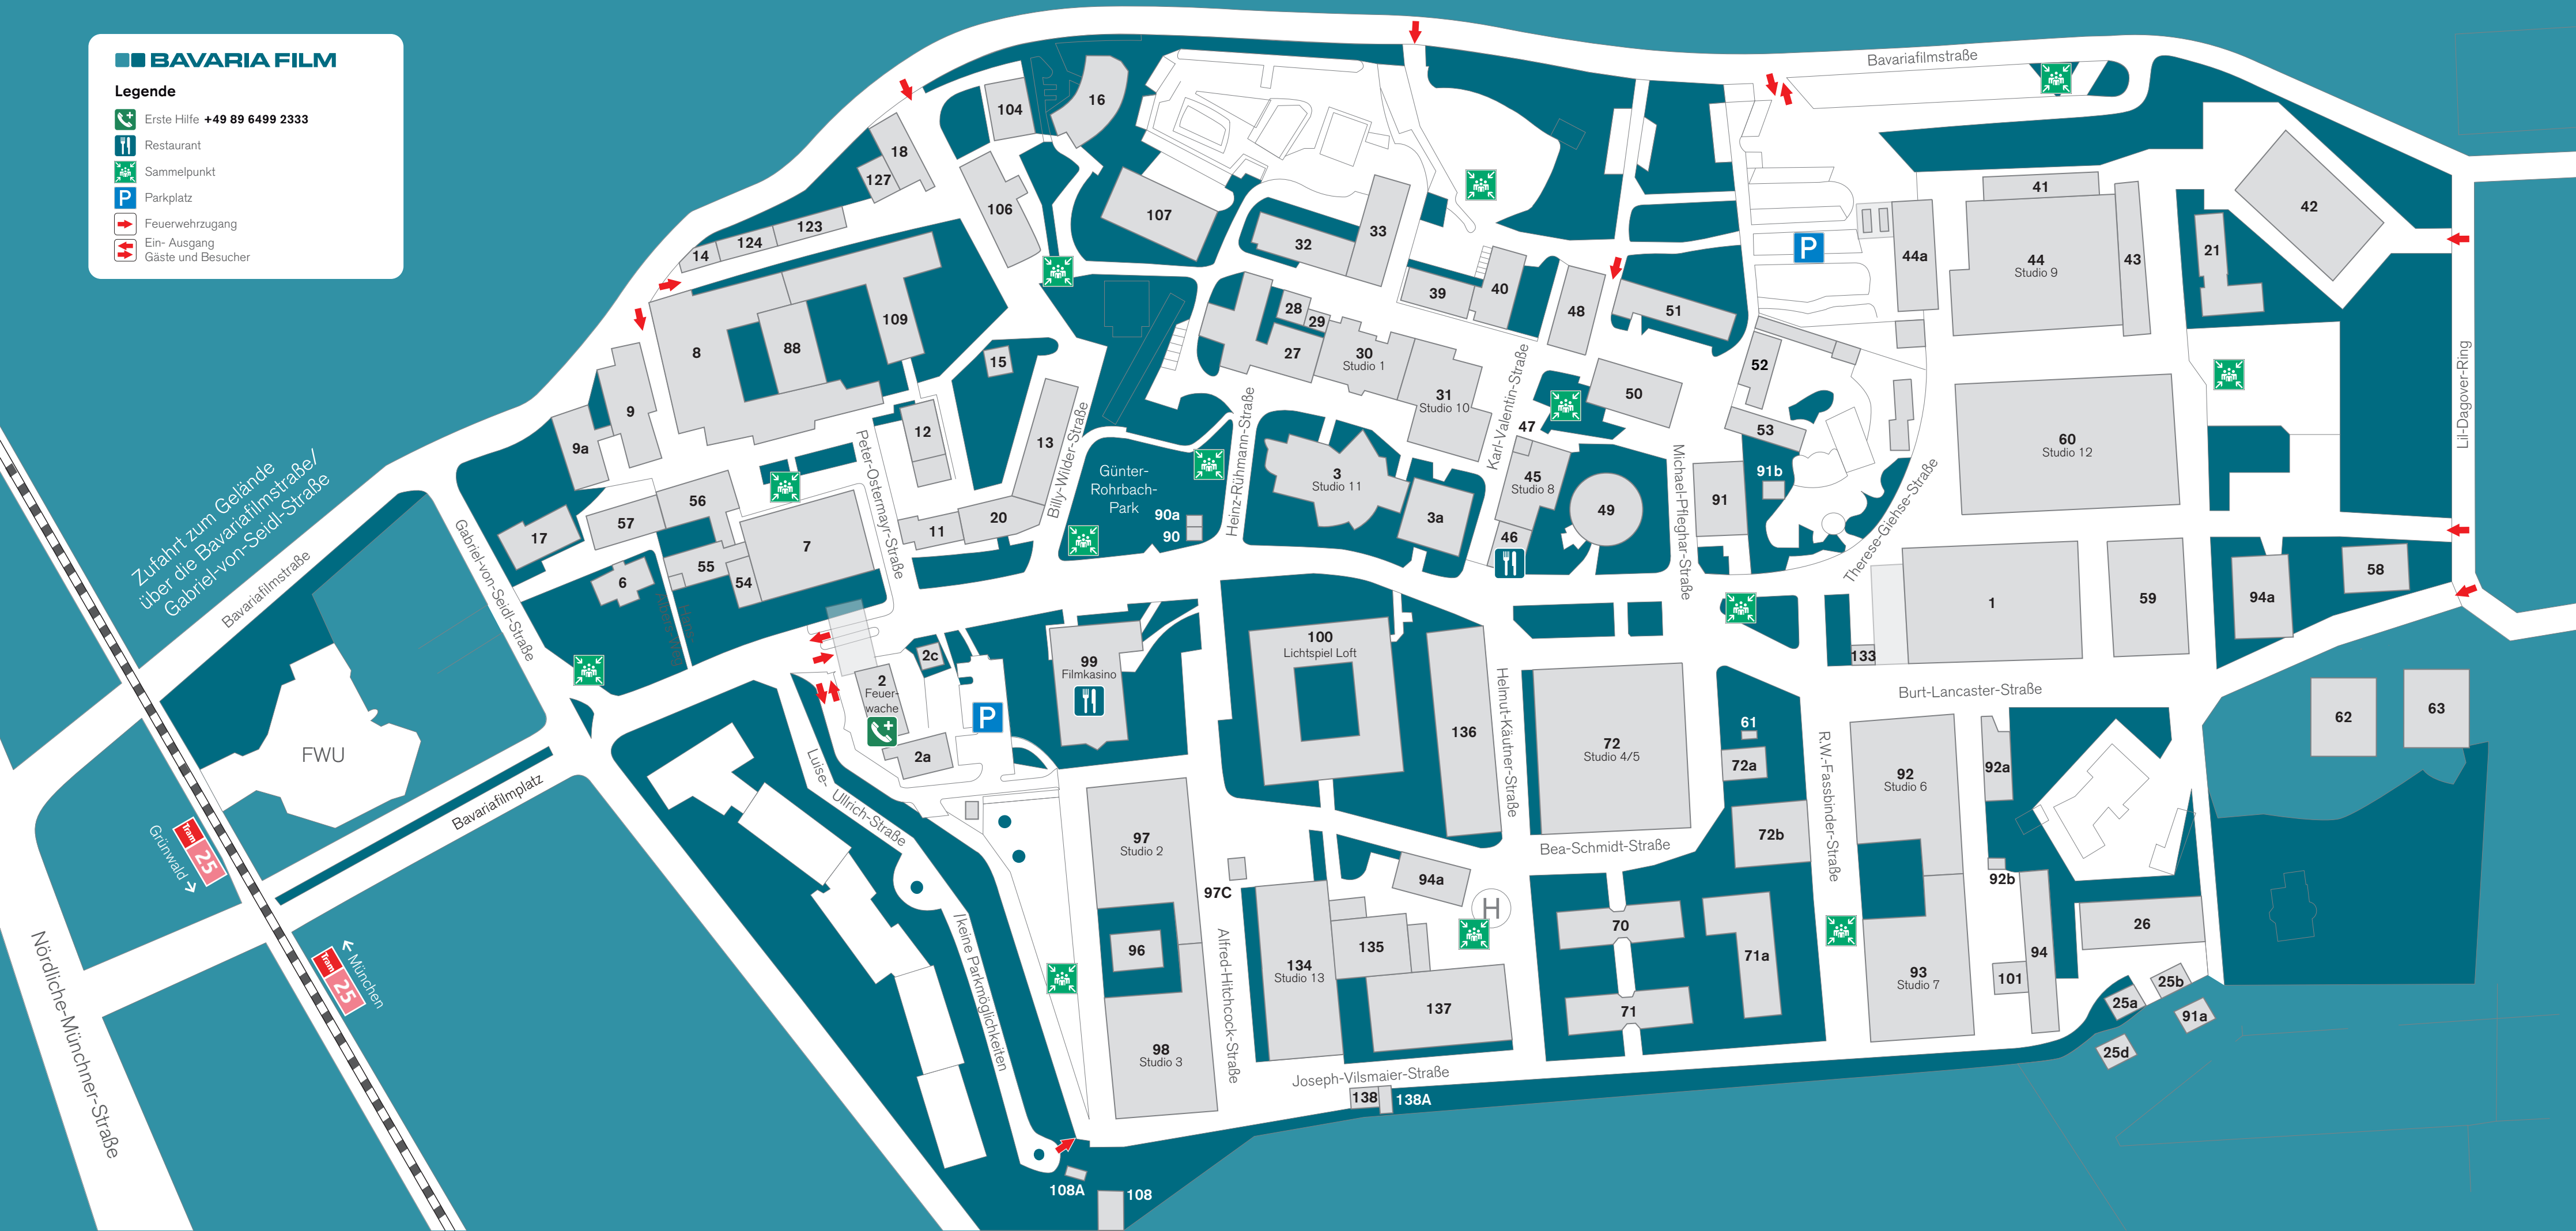 BAVARIA FILM
Legende
Erste Hilfe +49 89 6499 2333
Restaurant
Sammelpunkt
P
Parkplatz
Feuerwehrzugang
Ein- Ausgang
Gäste und Besucher
Bavariafilmstraße
104
16
18
127
106
107
123
124
14
32
33
41
42
44a
44
Studio 9
43
21
P
109
8
88
28
29
27
30
Studio 1
31
Studio 10
39
40
48
51
52
50
53
15
9
9a
12
13
47
Karl-Valentin-Straße
Lil-Dagover-Ring
60
Studio 12
Zufahrt zum Gelände
über die Bavariafilmstraße/
Gabriel-von-Seidl-Straße
Bavariafilmstraße
Gabriel-von-Seidl-Straße
Peter-Ostermayr-Straße
Billy-Wilder-Straße
Günter-
Rohrbach-
Park
90a
90
Heinz-Rühmann-Straße
3
Studio 11
3a
45
Studio 8
46
49
Michael-Pfleghar-Straße
91
91b
Therese-Giehse-Straße
17
57
56
7
55
54
6
11
20
1
59
94a
58
133
2c
2
Feuer-
wache
2a
P
99
Filmkasino
100
Lichtspiel Loft
136
Helmut-Käutner-Straße
72
Studio 4/5
61
72a
72b
R.W.-Fassbinder-Straße
Burt-Lancaster-Straße
92
Studio 6
92a
62
63
FWU
Bavariafilmplatz
Luise- Ullrich-Straße
/keine Parkmöglichkeiten
Tram
25
Grünwald
Tram
25
München
Nördliche-Münchner-Straße
97
Studio 2
97C
96
98
Studio 3
Alfred-Hitchcock-Straße
94a
H
134
Studio 13
135
137
Bea-Schmidt-Straße
70
71
71a
93
Studio 7
92b
94
101
26
25a
25b
91a
25d
Joseph-Vilsmaier-Straße
138
138A
108A
108